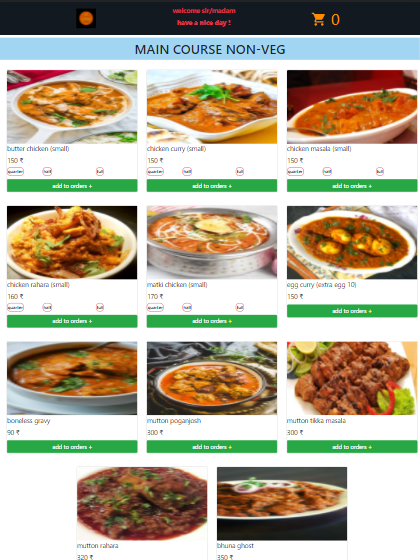 welcome sir/madam
have a nice day !
0
MAIN COURSE NON-VEG
butter chicken (small)
150 ₹
quarter half full
add to orders +
chicken curry (small)
150 ₹
quarter half full
add to orders +
chicken masala (small)
150 ₹
quarter half full
add to orders +
chicken rahara (small)
160 ₹
quarter half full
add to orders +
matki chicken (small)
170 ₹
quarter half full
add to orders +
egg curry (extra egg 10)
150 ₹
add to orders +
boneless gravy
90 ₹
add to orders +
mutton poganjosh
300 ₹
add to orders +
mutton tikka masala
300 ₹
add to orders +
mutton rahara
320 ₹
bhuna ghost
350 ₹